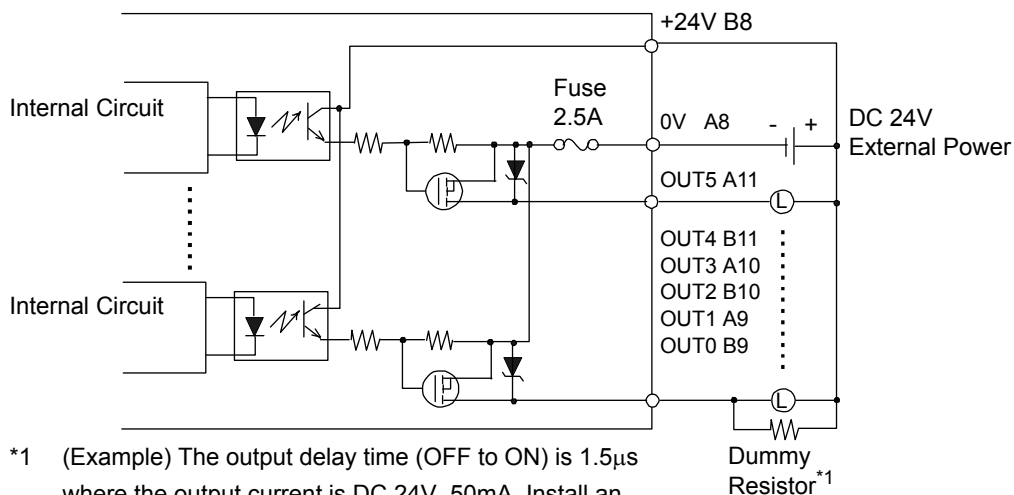 +24V B8
Internal Circuit
Fuse
2.5A
0V A8
- +
DC 24V
External Power
OUT5 A11
L
OUT4 B11
OUT3 A10
OUT2 B10
OUT1 A9
OUT0 B9
Internal Circuit
L
Dummy
Resistor*1
*1 (Example) The output delay time (OFF to ON) is 1.5μs
where the output current is DC 24V, 50mA. Install an